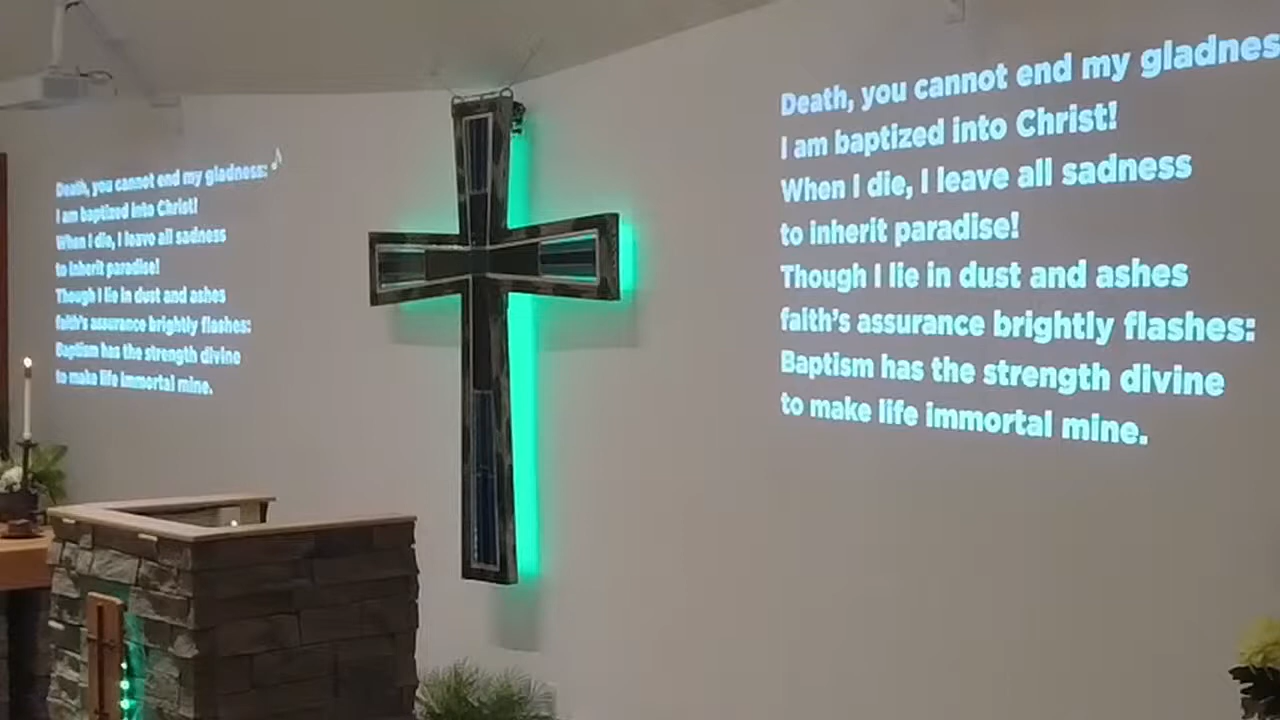 Death, you cannot end my gladness:
I am baptized into Christ!
When I die, I leave all sadness
to inherit paradise!
Though I lie in dust and ashes
faith's assurance brightly flashes:
Baptism has the strength divine
to make life immortal mine.
Death, you cannot end my gladnes
I am baptized into Christ!
When I die, I leave all sadness
to inherit paradise!
Though I lie in dust and ashes
faith's assurance brightly flashes:
Baptism has the strength divine
to make life immortal mine.